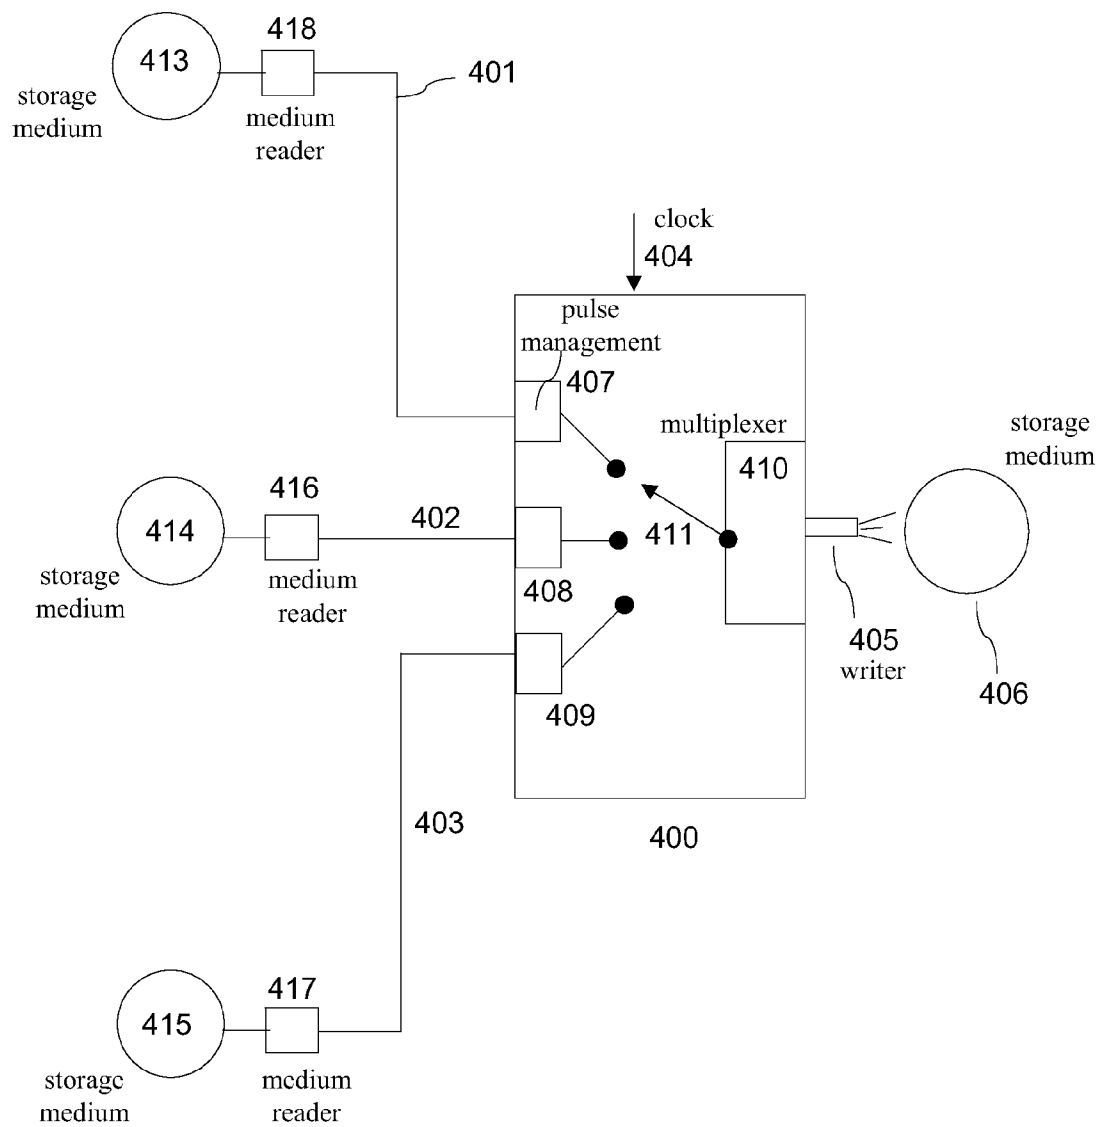 418
413
401
storage
medium
medium
reader
clock
404
pulse
management
407
multiplexer
410
storage
medium
416
414
402
411
storage
medium
medium
reader
408
405
writer
406
409
403
400
417
415
storage
medium
medium
reader